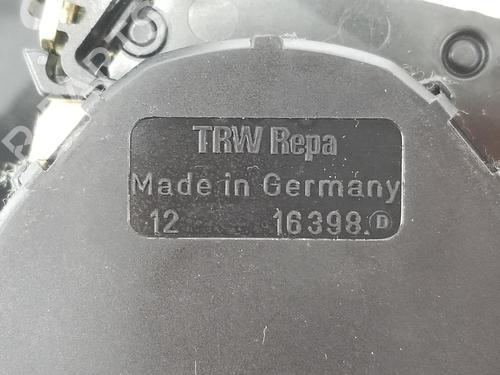 TRW Repa
Made in Germany
12 16398. D